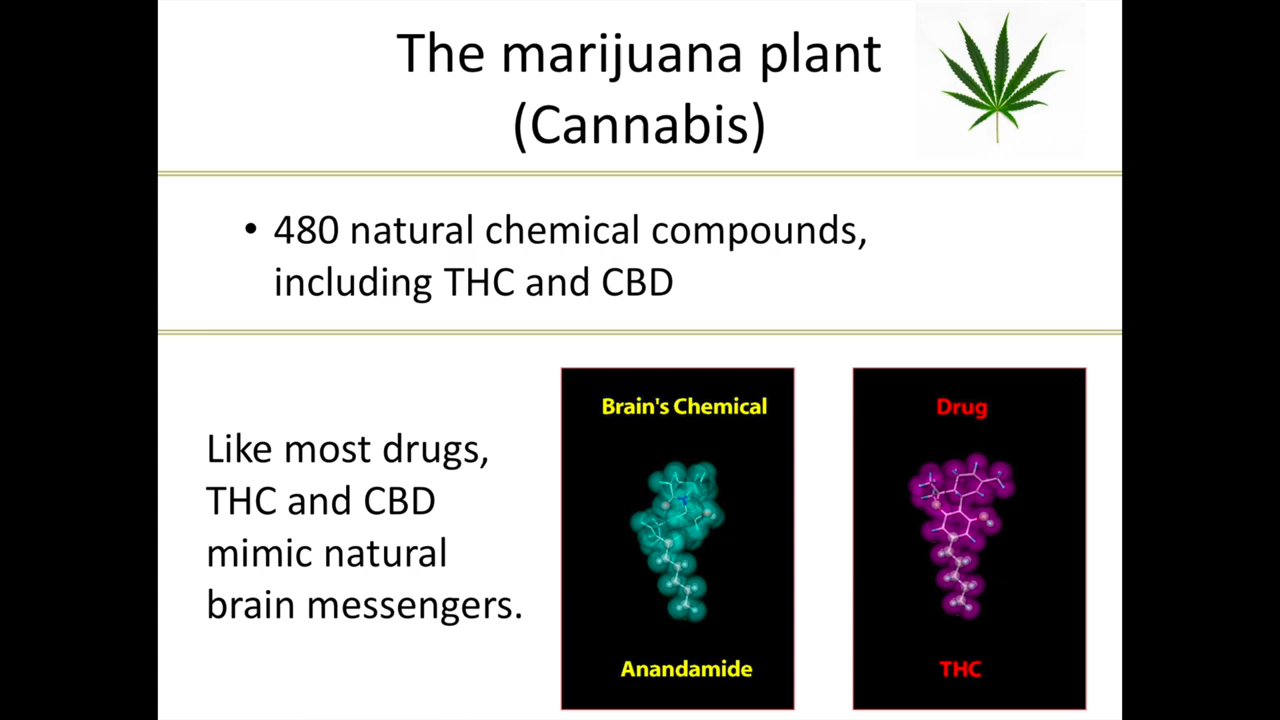 The marijuana plant
(Cannabis)
• 480 natural chemical compounds,
including THC and CBD
Like most drugs,
THC and CBD
mimic natural
brain messengers.
Brain's Chemical
Anandamide
Drug
THC